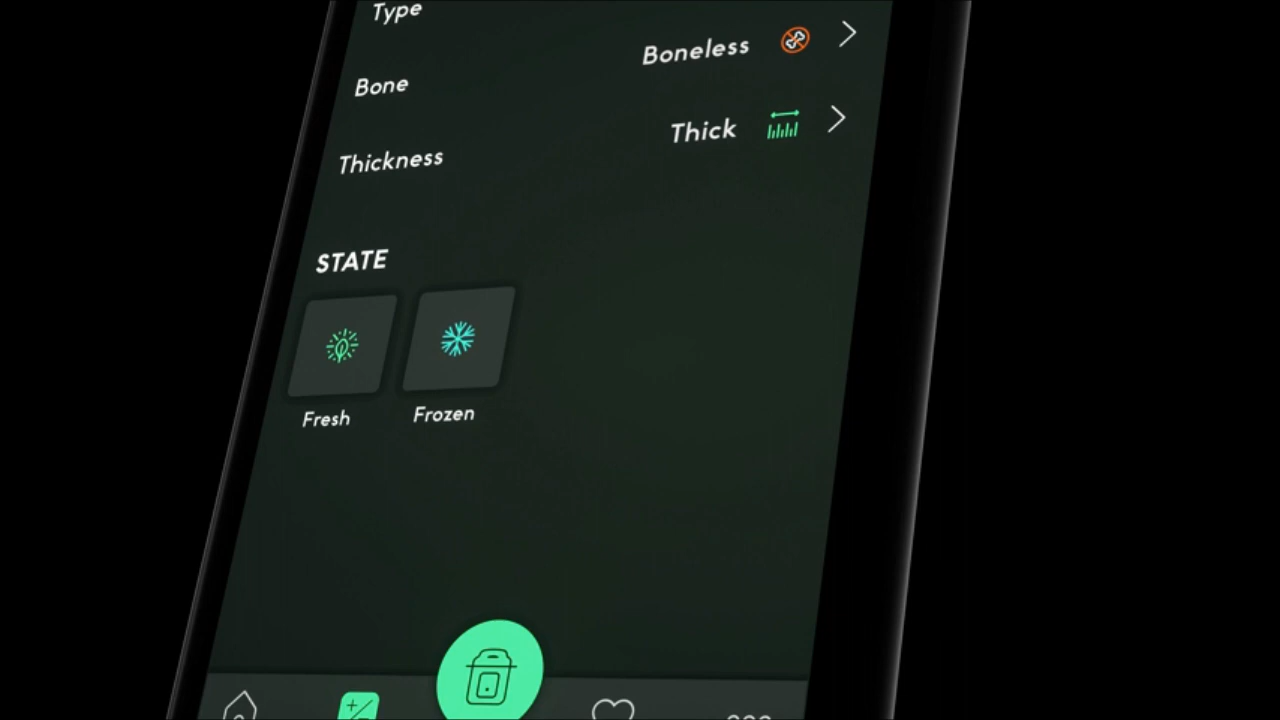 Type
Boneless
Bone
Thick
Thickness
STATE
Fresh
Frozen